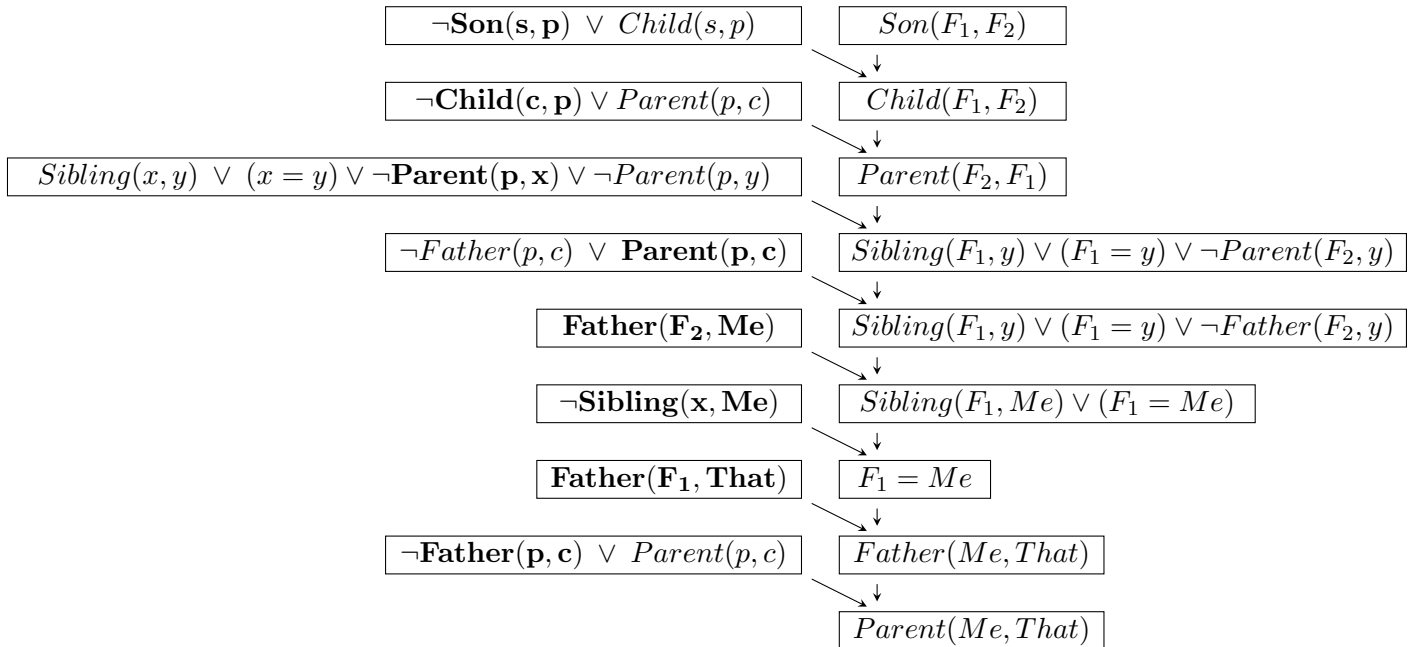 ¬Son(s, p) ∨ Child(s, p) Son(F₁, F₂)
¬Child(c, p) ∨ Parent(p, c) Child(F₁, F₂)
Sibling(x, y) ∨ (x = y) ∨ ¬Parent(p, x) ∨ ¬Parent(p, y) Parent(F₂, F₁)
¬Father(p, c) ∨ Parent(p, c) Sibling(F₁, y) ∨ (F₁ = y) ∨ ¬Parent(F₂, y)
Father(F₂, Me) Sibling(F₁, y) ∨ (F₁ = y) ∨ ¬Father(F₂, y)
¬Sibling(x, Me) Sibling(F₁, Me) ∨ (F₁ = Me)
Father(F₁, That) F₁ = Me
¬Father(p, c) ∨ Parent(p, c) Father(Me, That)
Parent(Me, That)